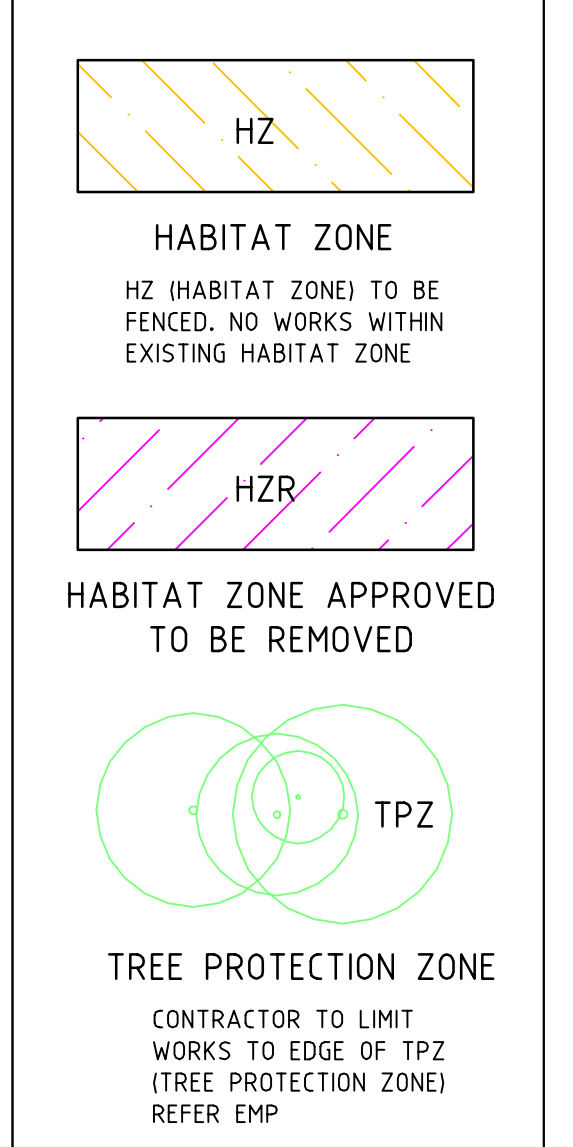 HZ
HABITAT ZONE
HZ (HABITAT ZONE) TO BE
FENCED. NO WORKS WITHIN
EXISTING HABITAT ZONE
HZR
HABITAT ZONE APPROVED
TO BE REMOVED
TPZ
TREE PROTECTION ZONE
CONTRACTOR TO LIMIT
WORKS TO EDGE OF TPZ
(TREE PROTECTION ZONE)
REFER EMP